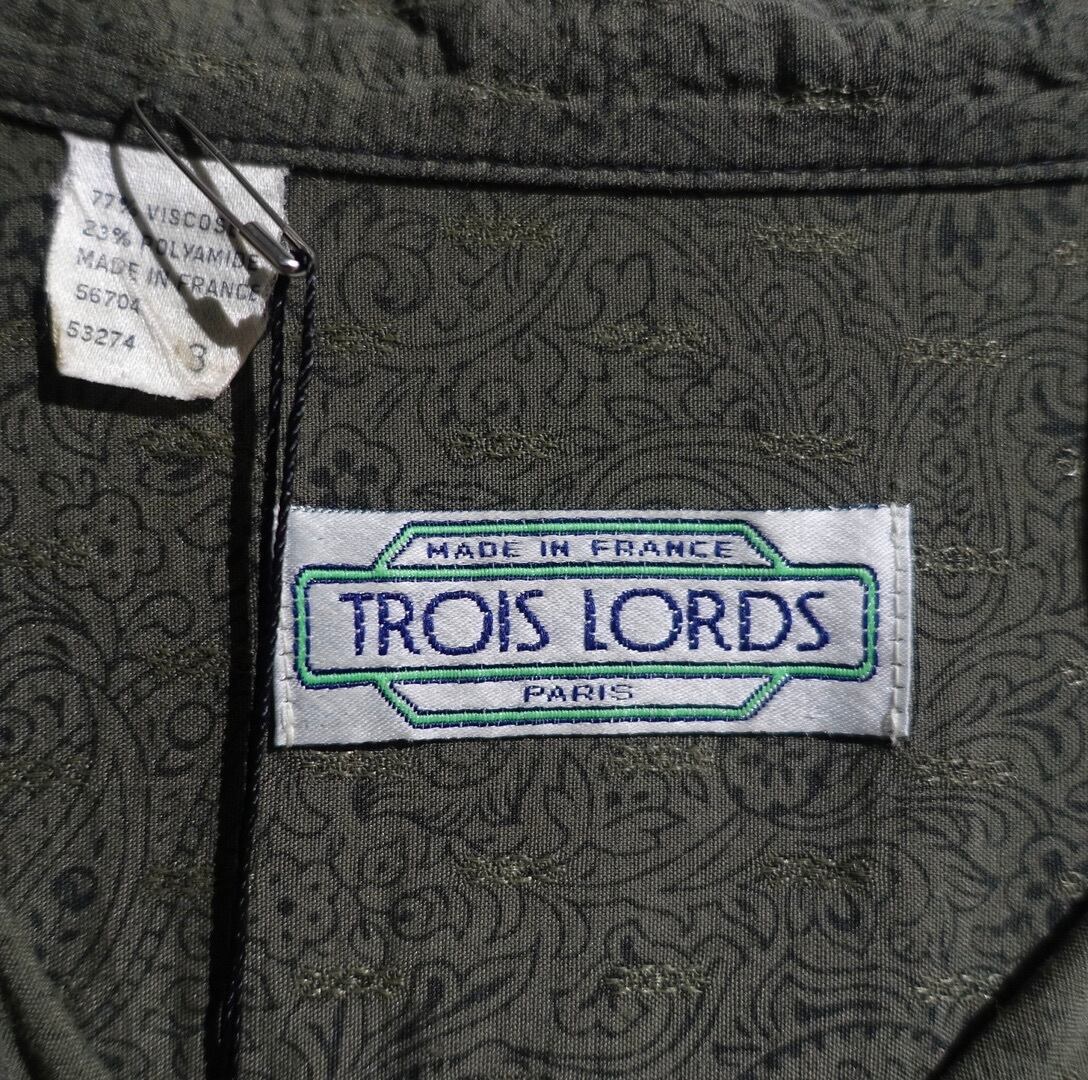 77% VISCOSE
23% POLYAMIDE
MADE IN FRANCE
56704
53274 3
MADE IN FRANCE
TROIS LORDS
PARIS